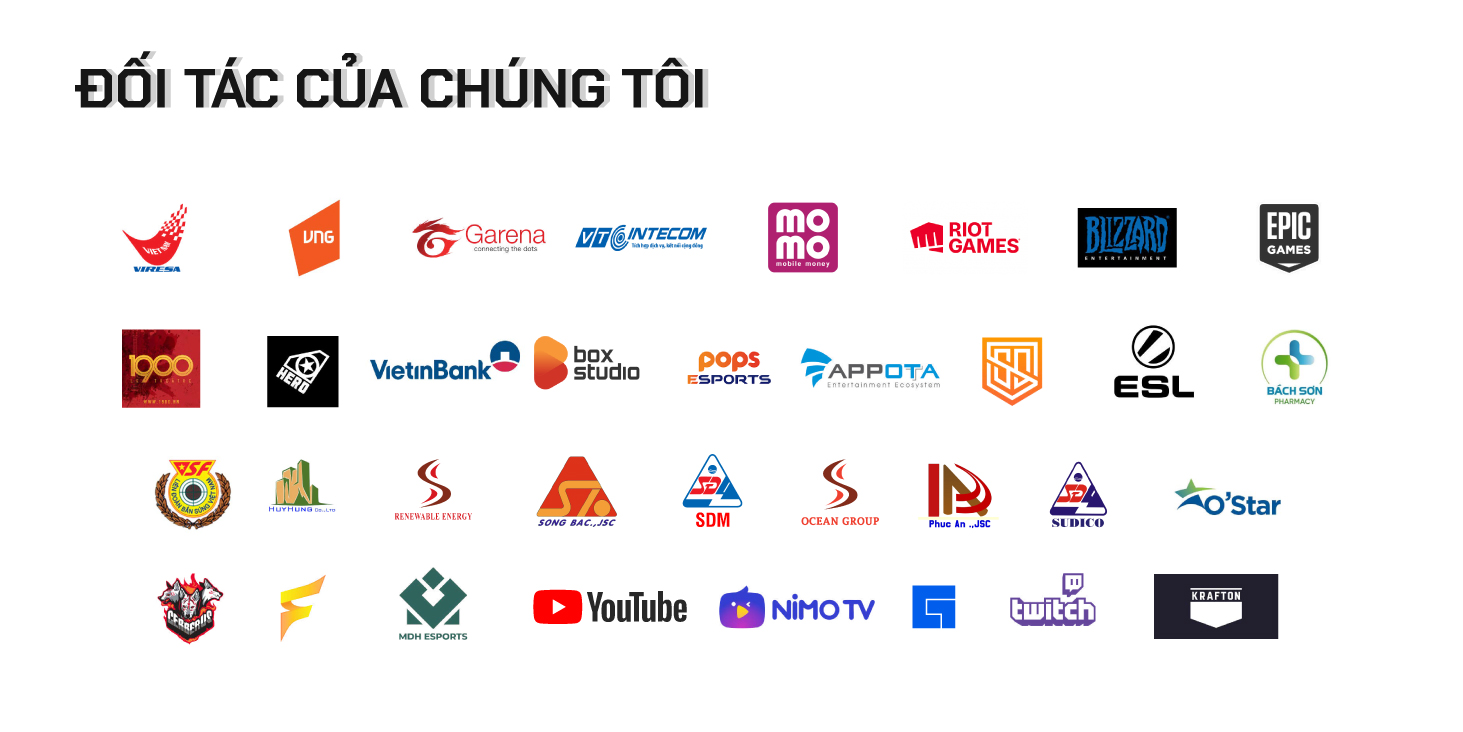 ĐỐI TÁC CỦA CHÚNG TÔI
VIETNAM
VIRESA
VNG
Garena
connecting the dots
VTC INTECOM
Tích hợp dịch vụ, kết nối cộng đồng
mo
mo
mobile money
RIOT
GAMES
BLIZZARD
ENTERTAINMENT
EPIC
GAMES
1900
HERO
VietinBank
box
studio
POPS
ESPORTS
APPOTA
Entertainment Ecosystem
ESL
BÁCH SƠN
PHARMACY
VSF
LIÊN ĐOÀN BẮN SÚNG VIỆT NAM
HUYHUNG Co.,Ltd
RENEWABLE ENERGY
SONG BAC.,JSC
SDM
OCEAN GROUP
Phuc An .,JSC
SUDICO
O'Star
CERBERUS
MDH ESPORTS
YouTube
NIMO TV
twitch
KRAFTON